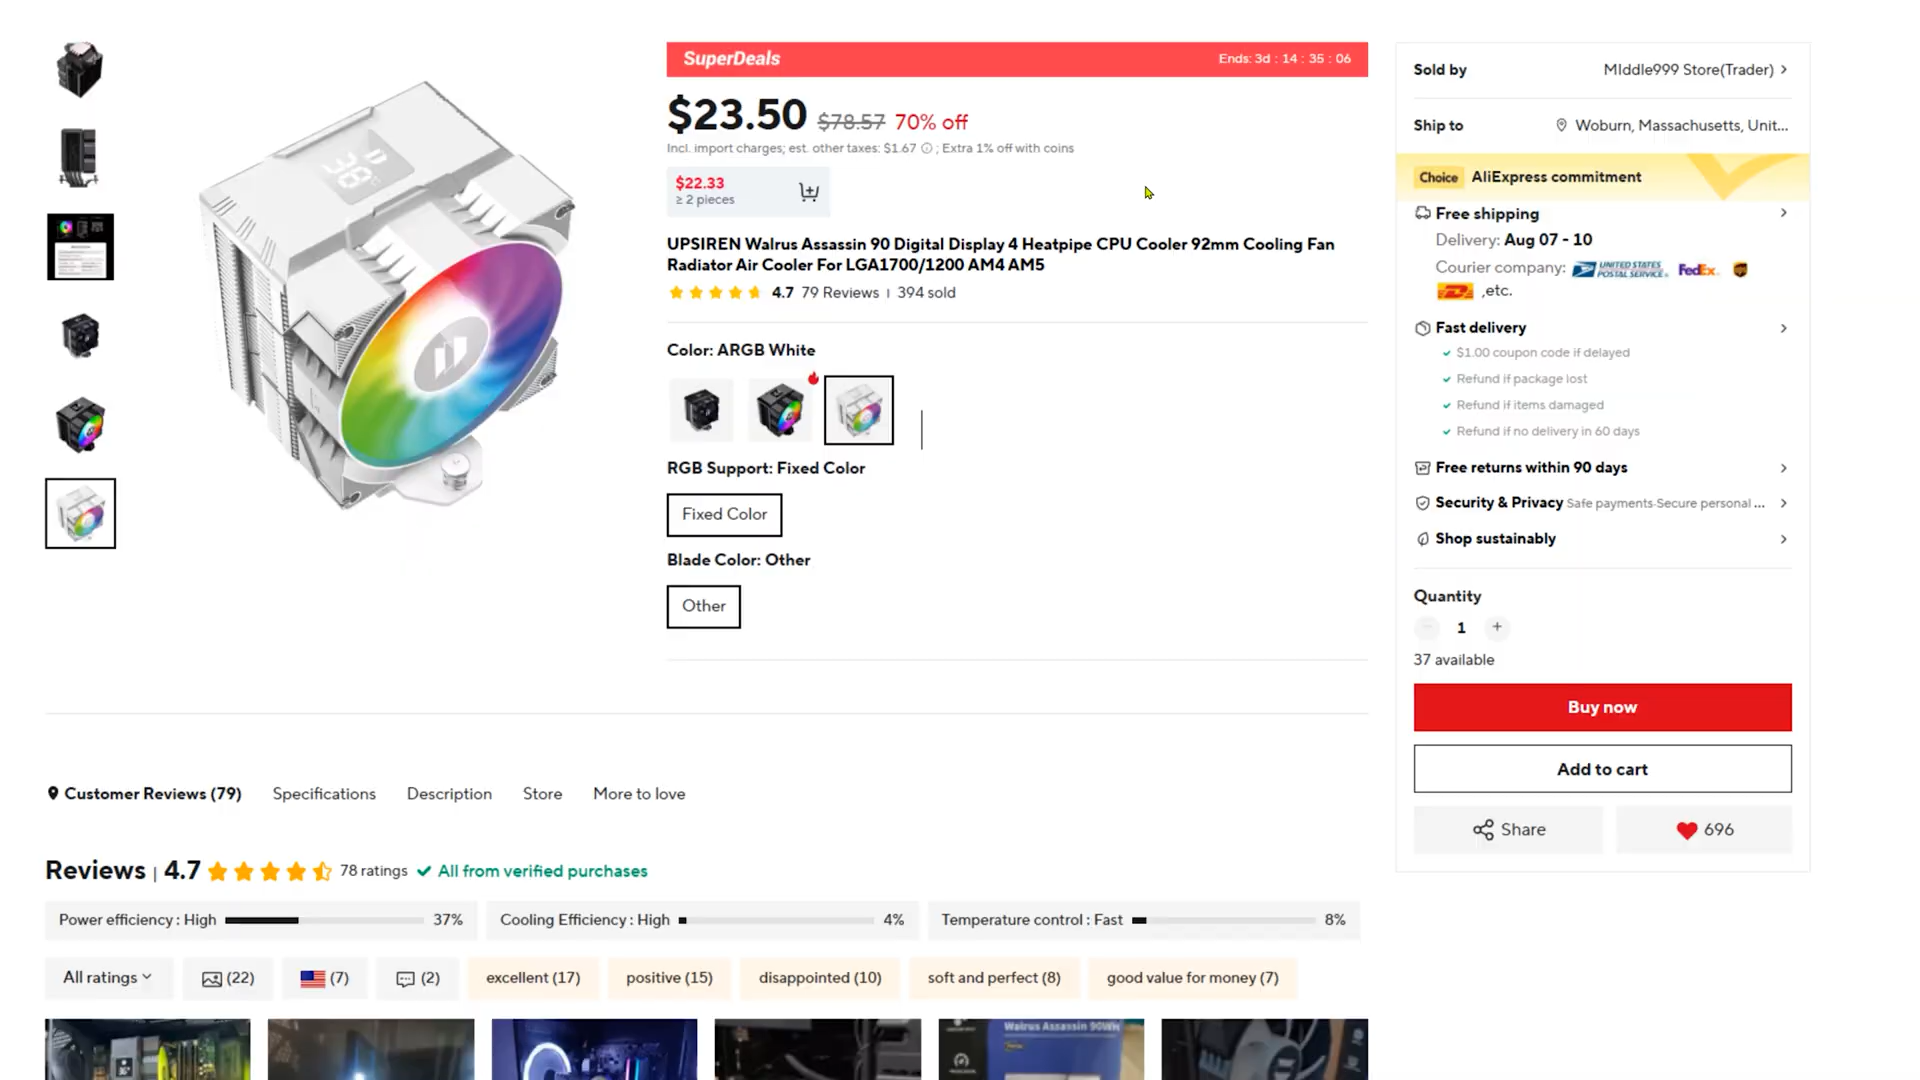 SuperDeals
Ends: 3d : 14 : 35 : 06
$23.50 $78.57 70% off
Incl. import charges; est. other taxes: $1.67 ; Extra 1% off with coins
$22.33
≥ 2 pieces
UPSIREN Walrus Assassin 90 Digital Display 4 Heatpipe CPU Cooler 92mm Cooling Fan
Radiator Air Cooler For LGA1700/1200 AM4 AM5
4.7 79 Reviews | 394 sold
Color: ARGB White
RGB Support: Fixed Color
Fixed Color
Blade Color: Other
Other
Sold by MIddle999 Store(Trader)
Ship to Woburn, Massachusetts, Unit...
Choice AliExpress commitment
Free shipping
Delivery: Aug 07 - 10
Courier company: UNITED STATES POSTAL SERVICE FedEx
DHL ,etc.
Fast delivery
$1.00 coupon code if delayed
Refund if package lost
Refund if items damaged
Refund if no delivery in 60 days
Free returns within 90 days
Security & Privacy Safe payments·Secure personal ...
Shop sustainably
Quantity
- 1 +
37 available
Buy now
Add to cart
Share
696
Customer Reviews (79) Specifications Description Store More to love
Reviews | 4.7 78 ratings All from verified purchases
Power efficiency : High 37%
Cooling Efficiency : High 4%
Temperature control : Fast 8%
All ratings (22) (7) (2) excellent (17) positive (15) disappointed (10) soft and perfect (8) good value for money (7)
Walrus Assassin 90WH